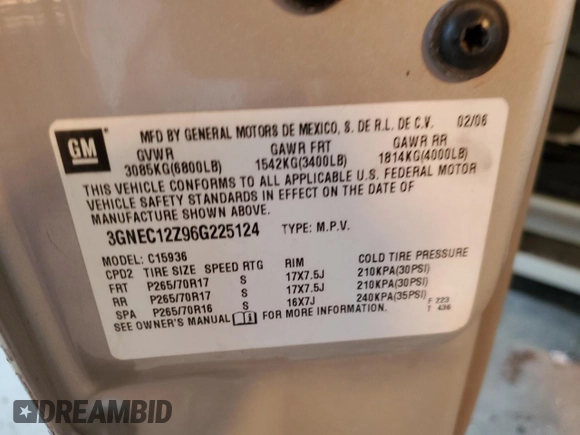 GM
MFD BY GENERAL MOTORS DE MEXICO, S. DE R.L. DE C.V. 02/06
GVWR GAWR FRT GAWR RR
3085KG(6800LB) 1542KG(3400LB) 1814KG(4000LB)
THIS VEHICLE CONFORMS TO ALL APPLICABLE U.S. FEDERAL MOTOR
VEHICLE SAFETY STANDARDS IN EFFECT ON THE DATE OF
MANUFACTURE SHOWN ABOVE.
3GNEC12Z96G225124 TYPE: M.P.V.
MODEL: C15936
CPD2 TIRE SIZE SPEED RTG RIM COLD TIRE PRESSURE
FRT P265/70R17 S 17X7.5J 210KPA(30PSI)
RR P265/70R17 S 17X7.5J 210KPA(30PSI)
SPA P265/70R16 S 16X7J 240KPA(35PSI) F 223
SEE OWNER'S MANUAL FOR MORE INFORMATION. T 436
DREAMBID